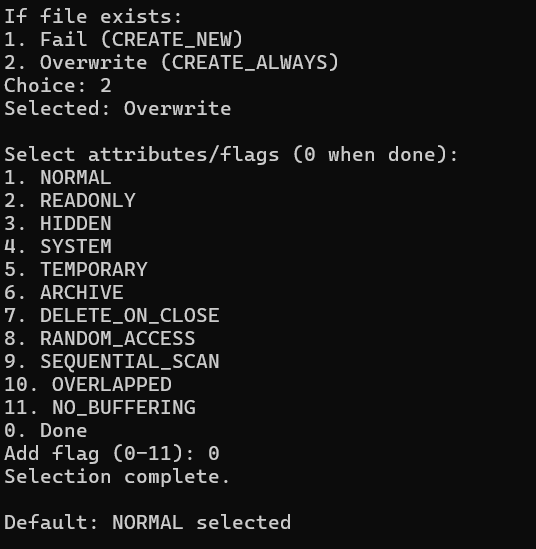 If file exists:
1. Fail (CREATE_NEW)
2. Overwrite (CREATE_ALWAYS)
Choice: 2
Selected: Overwrite
Select attributes/flags (0 when done):
1. NORMAL
2. READONLY
3. HIDDEN
4. SYSTEM
5. TEMPORARY
6. ARCHIVE
7. DELETE_ON_CLOSE
8. RANDOM_ACCESS
9. SEQUENTIAL_SCAN
10. OVERLAPPED
11. NO_BUFFERING
0. Done
Add flag (0-11): 0
Selection complete.
Default: NORMAL selected